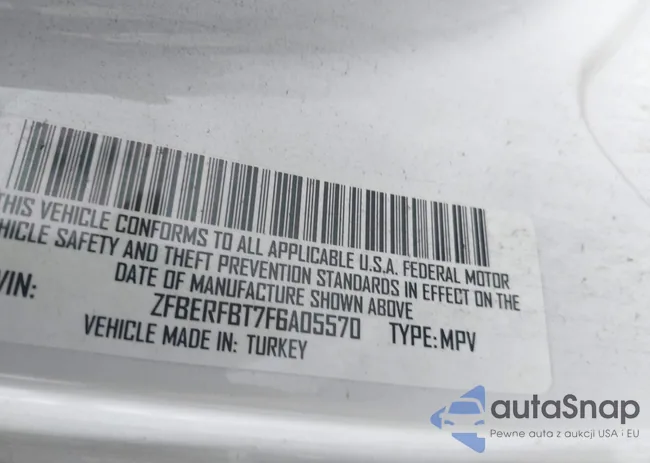 THIS VEHICLE CONFORMS TO ALL APPLICABLE U.S.A. FEDERAL MOTOR
VEHICLE SAFETY AND THEFT PREVENTION STANDARDS IN EFFECT ON THE
DATE OF MANUFACTURE SHOWN ABOVE
VIN: ZFBERFBT7F6A05570 TYPE: MPV
VEHICLE MADE IN: TURKEY
autaSnap
Pewne auta z aukcji USA i EU